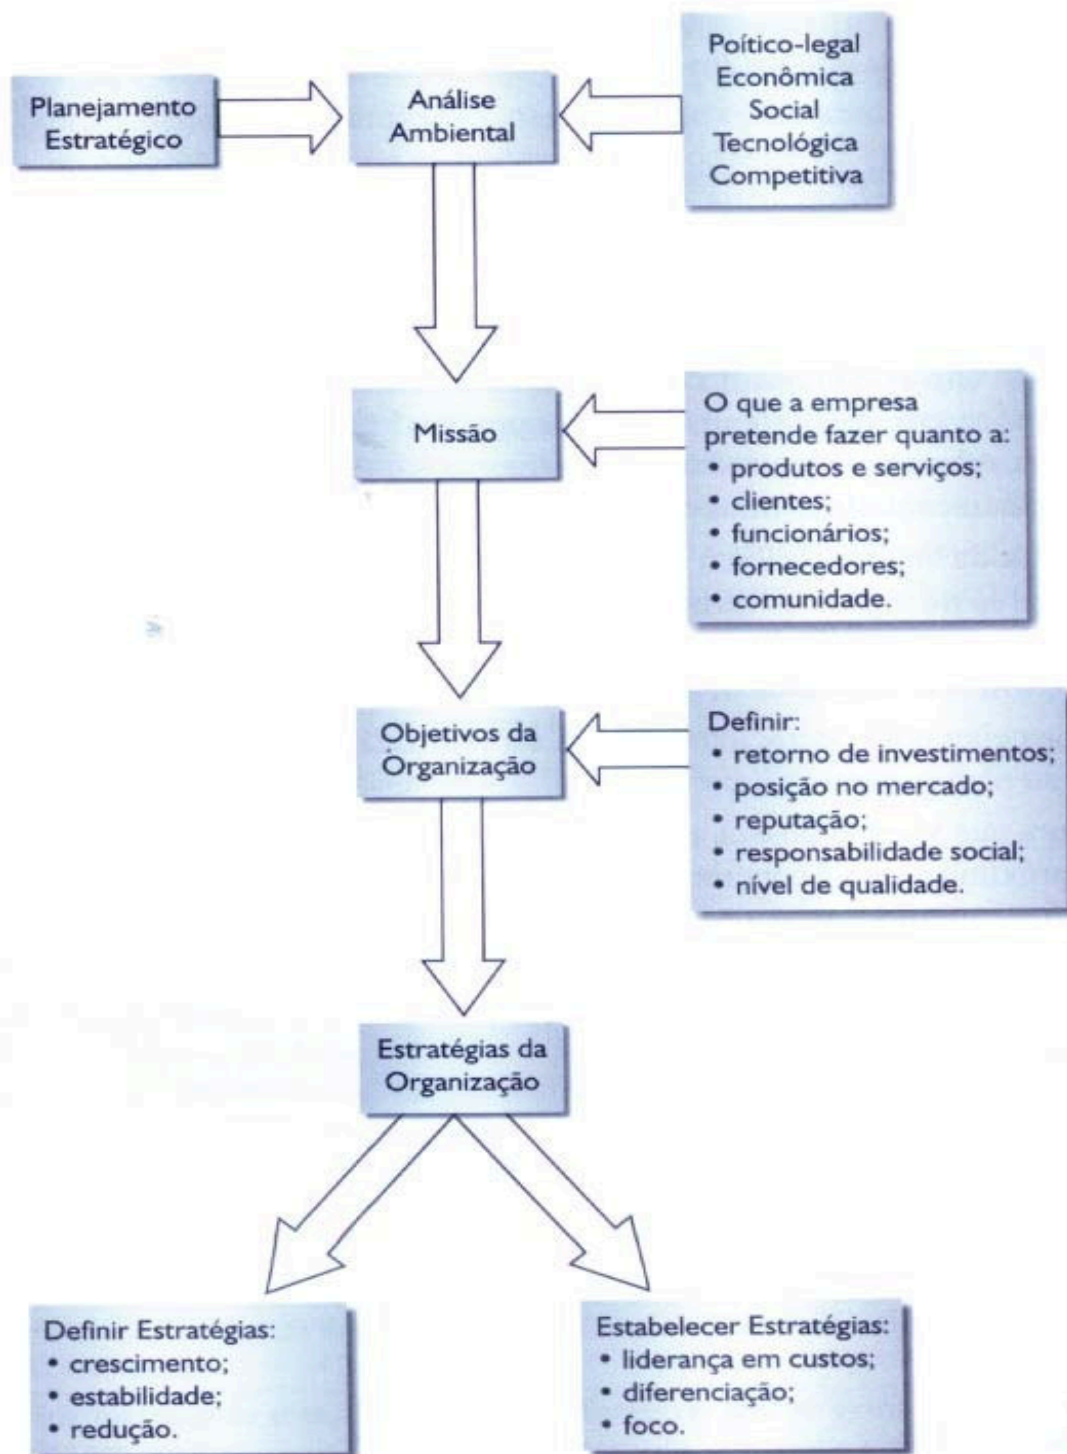 Planejamento
Estratégico
Análise
Ambiental
Poítico-legal
Econômica
Social
Tecnológica
Competitiva
Missão
O que a empresa
pretende fazer quanto a:
• produtos e serviços;
• clientes;
• funcionários;
• fornecedores;
• comunidade.
Objetivos da
Organização
Definir:
• retorno de investimentos;
• posição no mercado;
• reputação;
• responsabilidade social;
• nível de qualidade.
Estratégias da
Organização
Definir Estratégias:
• crescimento;
• estabilidade;
• redução.
Estabelecer Estratégias:
• liderança em custos;
• diferenciação;
• foco.